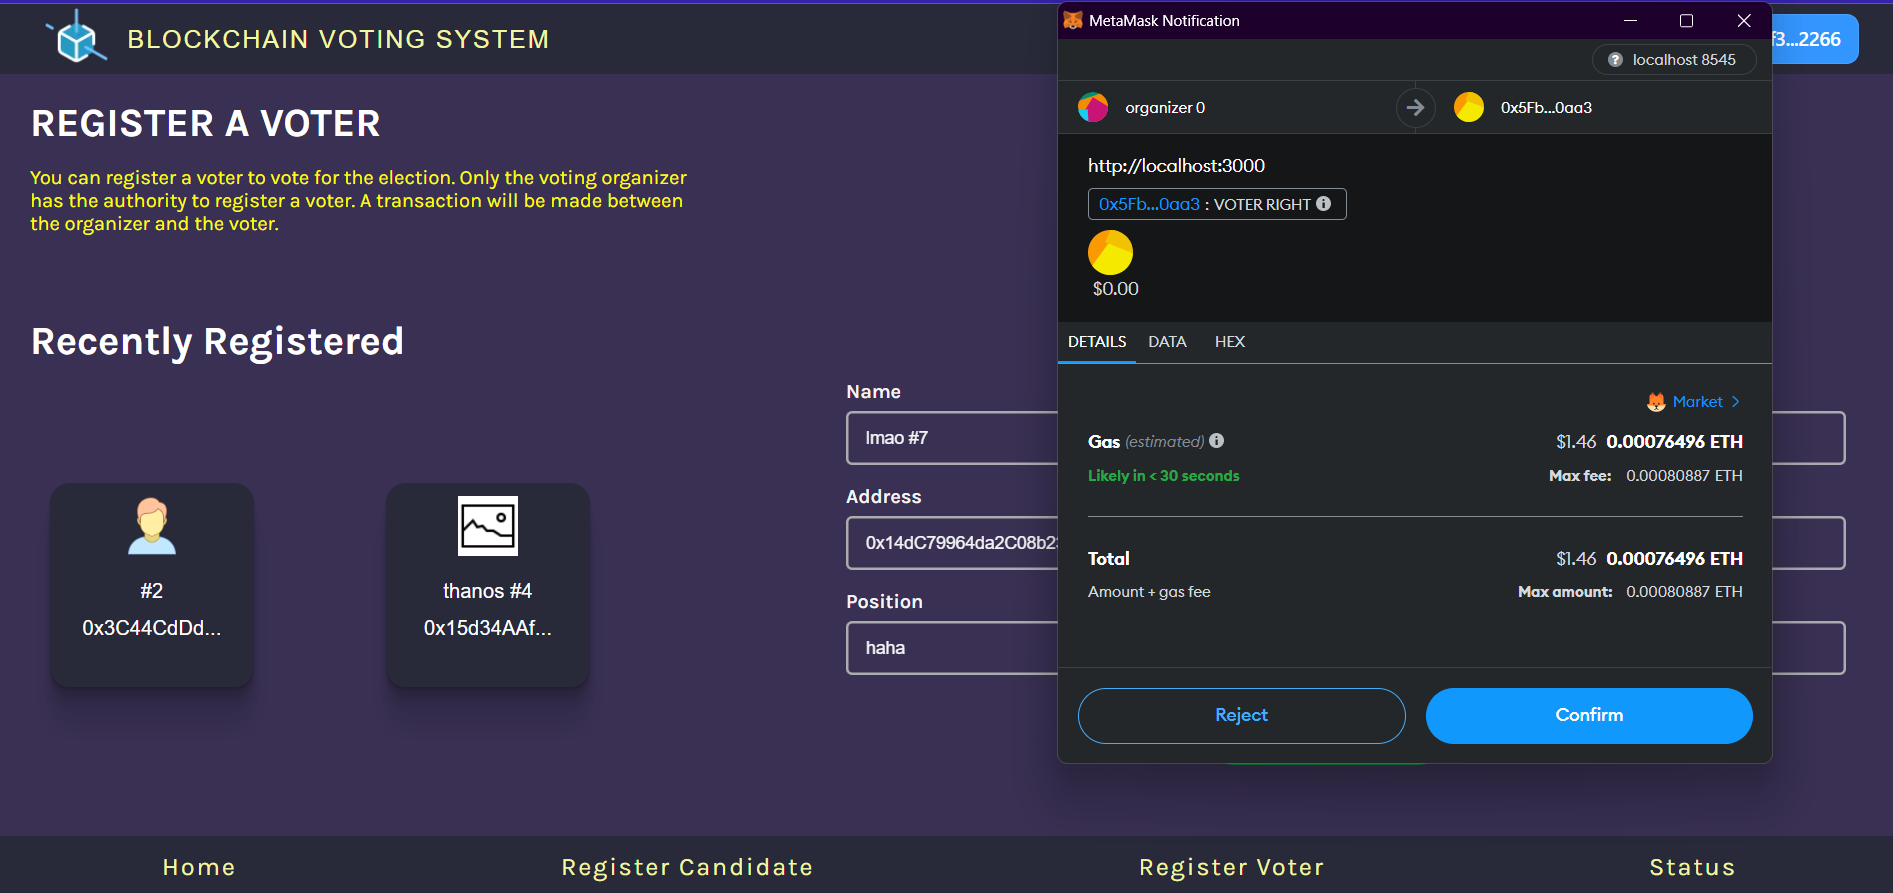 BLOCKCHAIN VOTING SYSTEM
f3...2266
REGISTER A VOTER
You can register a voter to vote for the election. Only the voting organizer
has the authority to register a voter. A transaction will be made between
the organizer and the voter.
Recently Registered
#2
0x3C44CdDd...
thanos #4
0x15d34AAf...
Name
lmao #7
Address
0x14dC79964da2C08b23
Position
haha
MetaMask Notification
localhost 8545
organizer 0
0x5Fb...0aa3
http://localhost:3000
0x5Fb...0aa3 : VOTER RIGHT
$0.00
DETAILS DATA HEX
Market >
Gas (estimated) $1.46 0.00076496 ETH
Likely in < 30 seconds Max fee: 0.00080887 ETH
Total $1.46 0.00076496 ETH
Amount + gas fee Max amount: 0.00080887 ETH
Reject Confirm
Home Register Candidate Register Voter Status